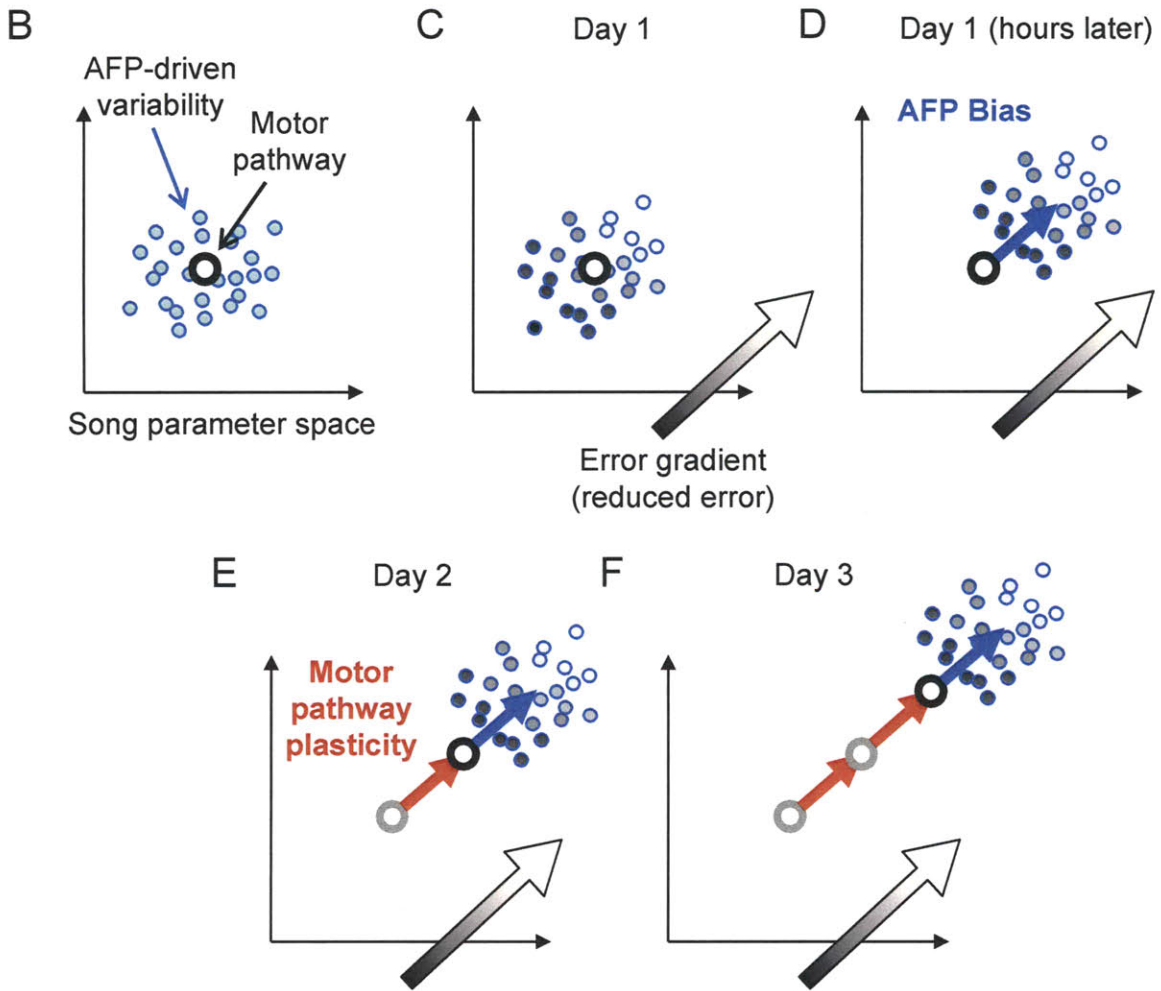 B
AFP-driven
variability
Motor
pathway
Song parameter space
C
Day 1
Error gradient
(reduced error)
D
Day 1 (hours later)
AFP Bias
E
Day 2
Motor
pathway
plasticity
F
Day 3